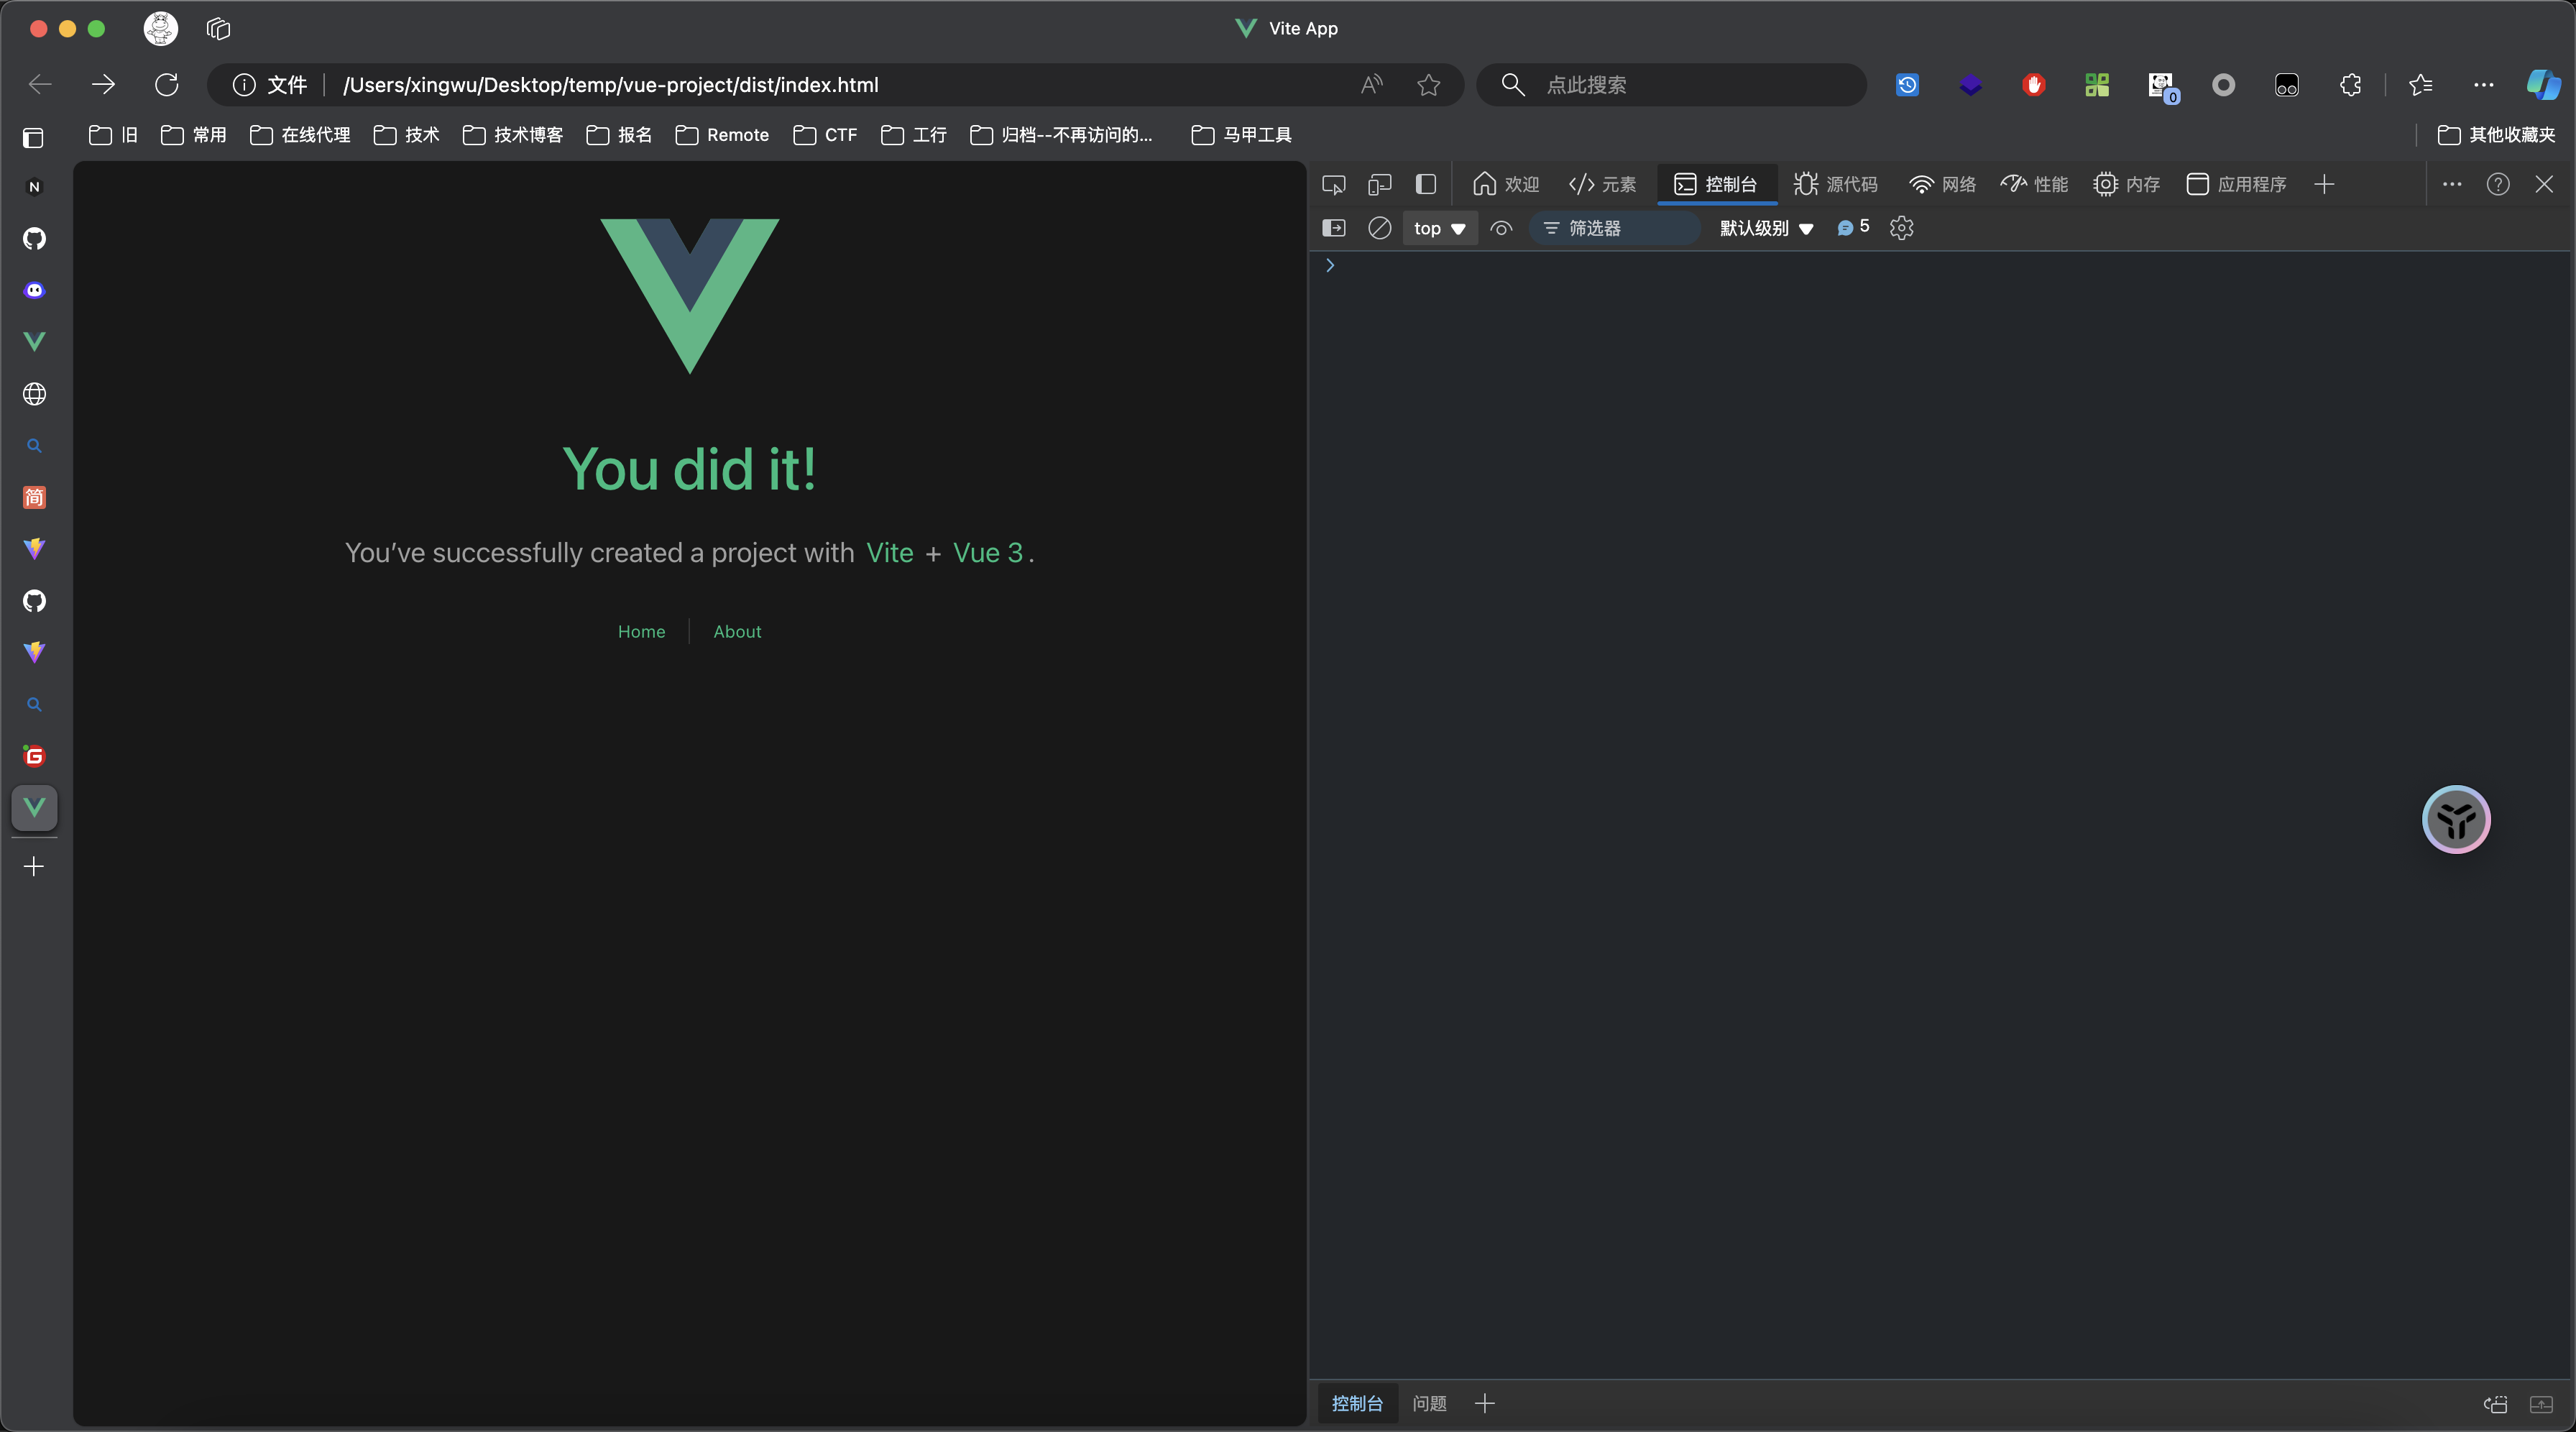 Vite App
文件 /Users/xingwu/Desktop/temp/vue-project/dist/index.html
点此搜索
0
旧 常用 在线代理 技术 技术博客 报名 Remote CTF 工行 归档--不再访问的... 马甲工具 其他收藏夹
N
欢迎 元素 控制台 源代码 网络 性能 内存 应用程序
top 筛选器 默认级别 5
You did it!
You’ve successfully created a project with Vite + Vue 3.
简
Home About
G
控制台 问题